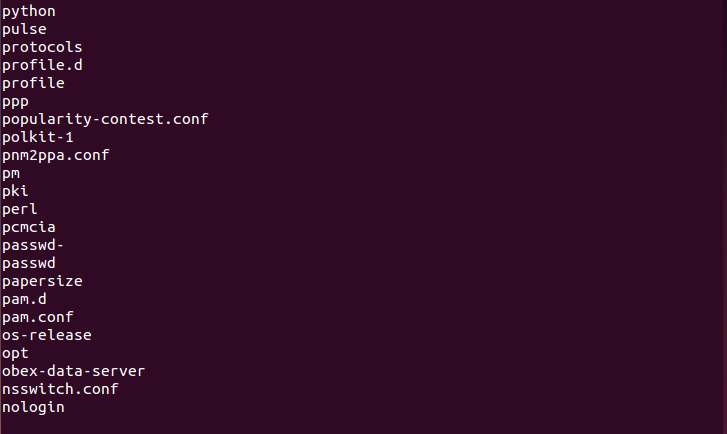 python
pulse
protocols
profile.d
profile
ppp
popularity-contest.conf
polkit-1
pnm2ppa.conf
pm
pki
perl
pcmcia
passwd-
passwd
papersize
pam.d
pam.conf
os-release
opt
obex-data-server
nsswitch.conf
nologin